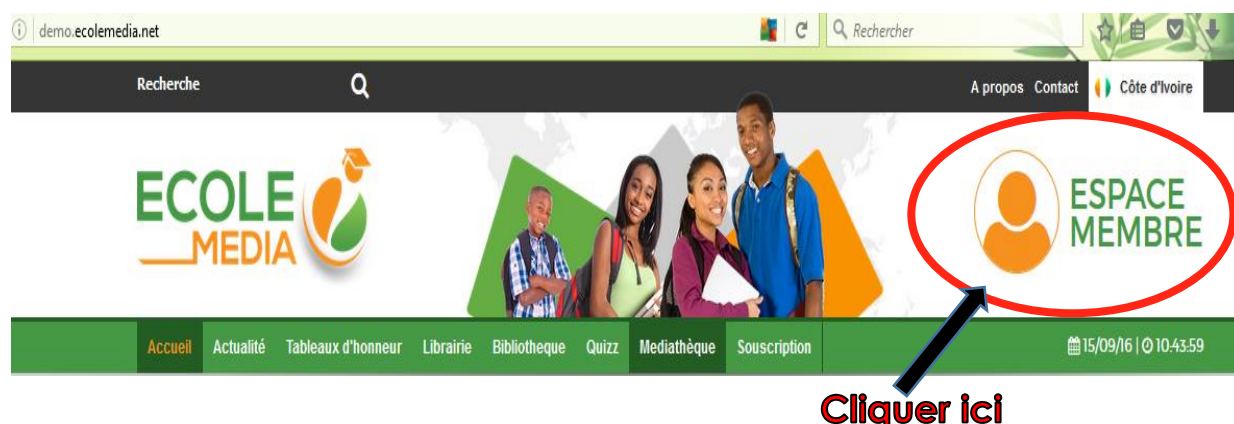 demo.ecolemedia.net
Rechercher
Recherche
A propos Contact Côte d'Ivoire
ECOLE
MEDIA
ESPACE
MEMBRE
Accueil Actualité Tableaux d'honneur Librairie Bibliotheque Quizz Mediathèque Souscription
15/09/16 | 10:43:59
Cliquer ici